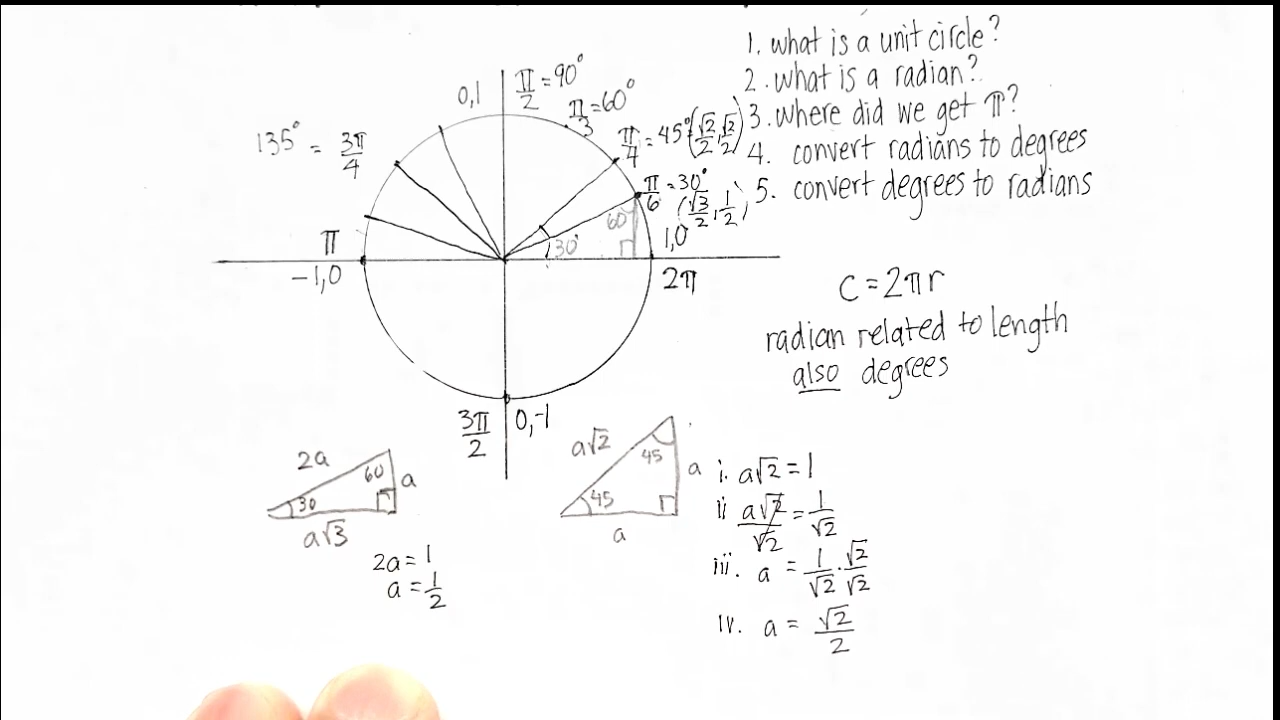 1. what is a unit circle?
2. what is a radian?
3. where did we get π?
4. convert radians to degrees
5. convert degrees to radians
0,1
π/2 = 90°
π/3 = 60°
π/4 = 45° (√2/2, √2/2)
π/6 = 30°
(√3/2, 1/2)
135° = 3π/4
60
30°
1,0
2π
π
-1,0
3π/2
0,-1
C = 2πr
radian related to length
also degrees
2a
60
a
30
a√3
2a = 1
a = 1/2
a√2
45
a
45
a
i. a√2 = 1
ii a√2/√2 = 1/√2
iii. a = 1/√2 · √2/√2
iv. a = √2/2